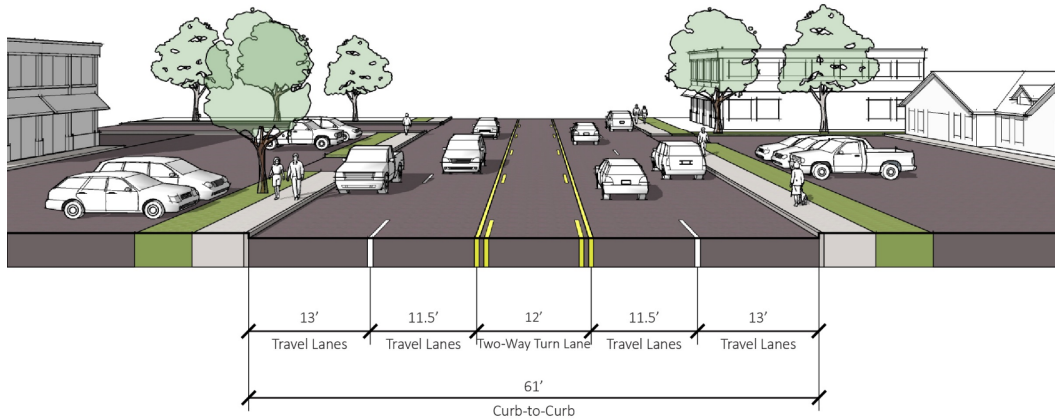 13' 11.5' 12' 11.5' 13'
Travel Lanes Travel Lanes Two-Way Turn Lane Travel Lanes Travel Lanes
61'
Curb-to-Curb